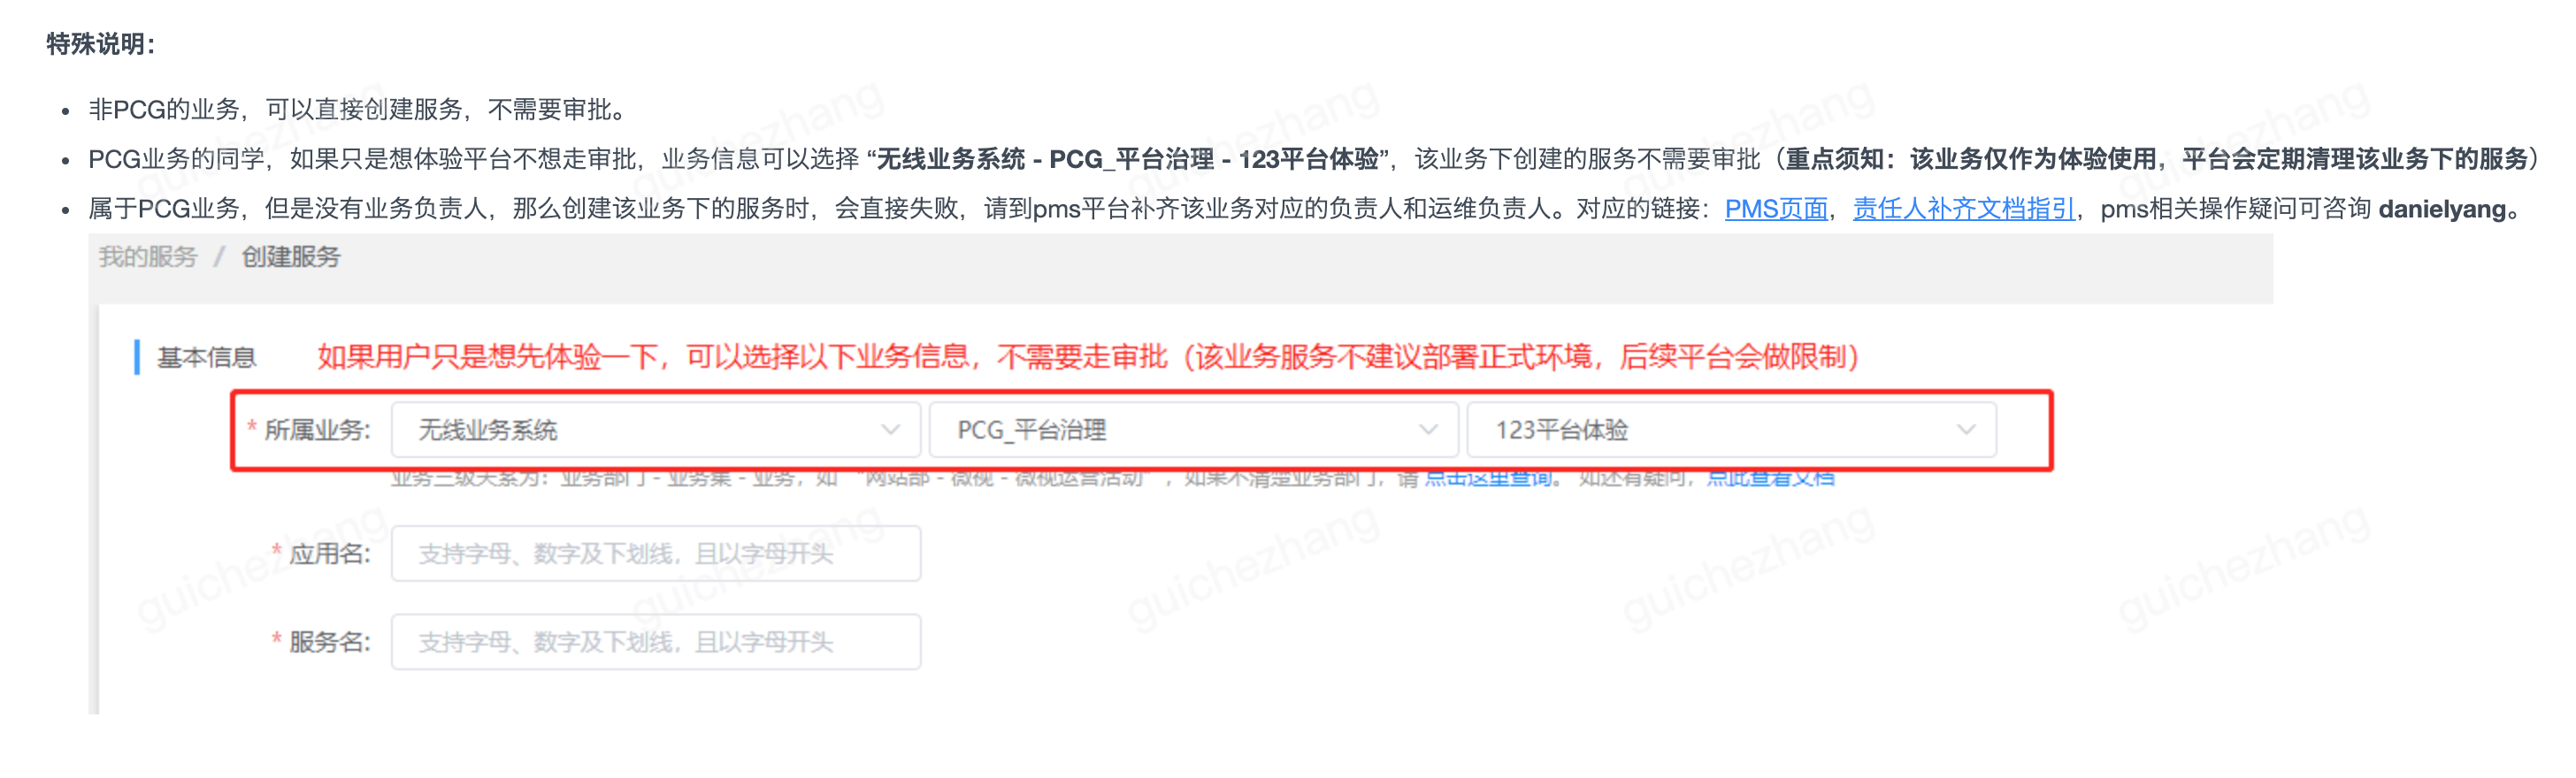 特殊说明：
非PCG的业务，可以直接创建服务，不需要审批。
PCG业务的同学，如果只是想体验平台不想走审批，业务信息可以选择 “无线业务系统 - PCG_平台治理 - 123平台体验”，该业务下创建的服务不需要审批（重点须知：该业务仅作为体验使用，平台会定期清理该业务下的服务）
属于PCG业务，但是没有业务负责人，那么创建该业务下的服务时，会直接失败，请到pms平台补齐该业务对应的负责人和运维负责人。对应的链接：PMS页面，责任人补齐文档指引，pms相关操作疑问可咨询 danielyang。
我的服务 / 创建服务
基本信息 如果用户只是想先体验一下，可以选择以下业务信息，不需要走审批（该业务服务不建议部署正式环境，后续平台会做限制）
* 所属业务: 无线业务系统 PCG_平台治理 123平台体验
业务三级关系为：业务部门 - 业务集 - 业务，如 “网站部 - 微视 - 微视运营活动”，如果不清楚业务部门，请 点击这里查询。 如还有疑问，点此查看文档
* 应用名: 支持字母、数字及下划线，且以字母开头
* 服务名: 支持字母、数字及下划线，且以字母开头
guichezhang guichezhang guichezhang guichezhang guichezhang
guichezhang guichezhang guichezhang guichezhang guichezhang